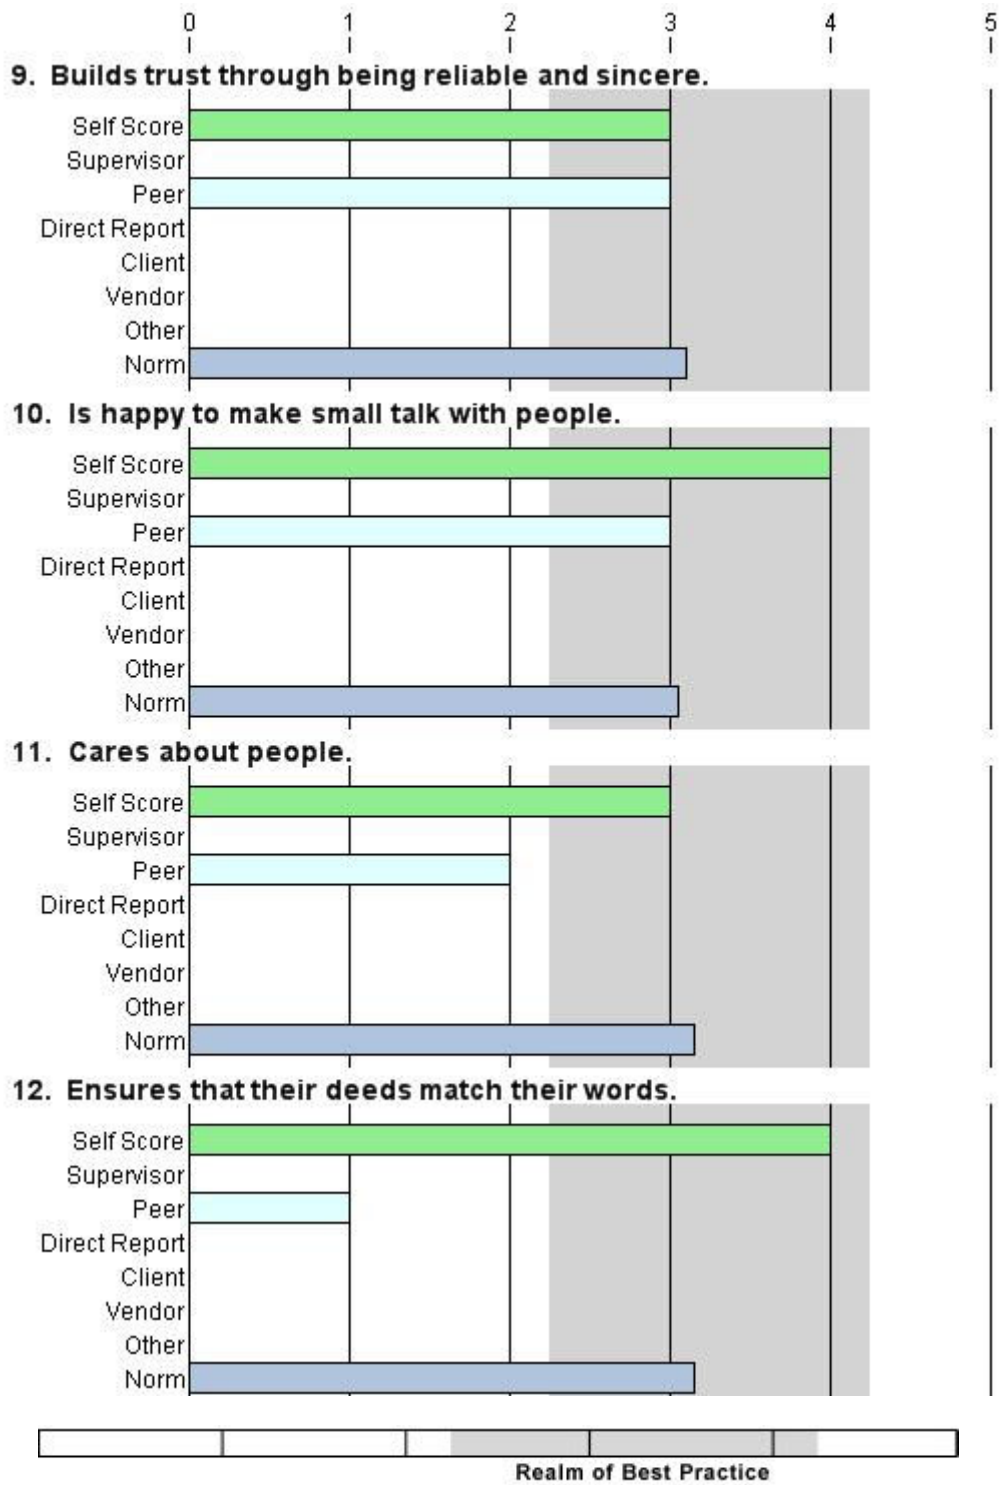 0 1 2 3 4 5
9. Builds trust through being reliable and sincere.
Self Score
Supervisor
Peer
Direct Report
Client
Vendor
Other
Norm
10. Is happy to make small talk with people.
Self Score
Supervisor
Peer
Direct Report
Client
Vendor
Other
Norm
11. Cares about people.
Self Score
Supervisor
Peer
Direct Report
Client
Vendor
Other
Norm
12. Ensures that their deeds match their words.
Self Score
Supervisor
Peer
Direct Report
Client
Vendor
Other
Norm
Realm of Best Practice